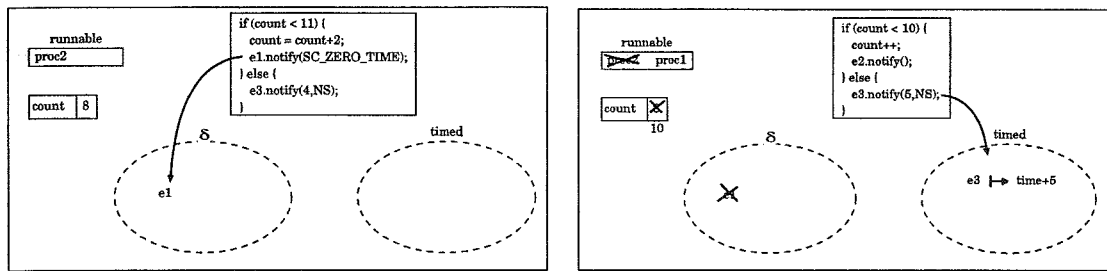 runnable
proc2
count 8
if (count < 11) {
count = count+2;
e1.notify(SC_ZERO_TIME);
} else {
e3.notify(4,NS);
}
δ
timed
e1
runnable
proc2 proc1
count
10
if (count < 10) {
count++;
e2.notify();
} else {
e3.notify(5,NS);
}
δ
timed
e1
e3 time+5